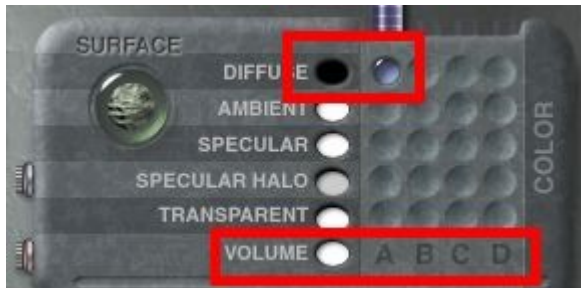 SURFACE
DIFFUSE
AMBIENT
SPECULAR
SPECULAR HALO
TRANSPARENT
VOLUME A B C D
COLOR